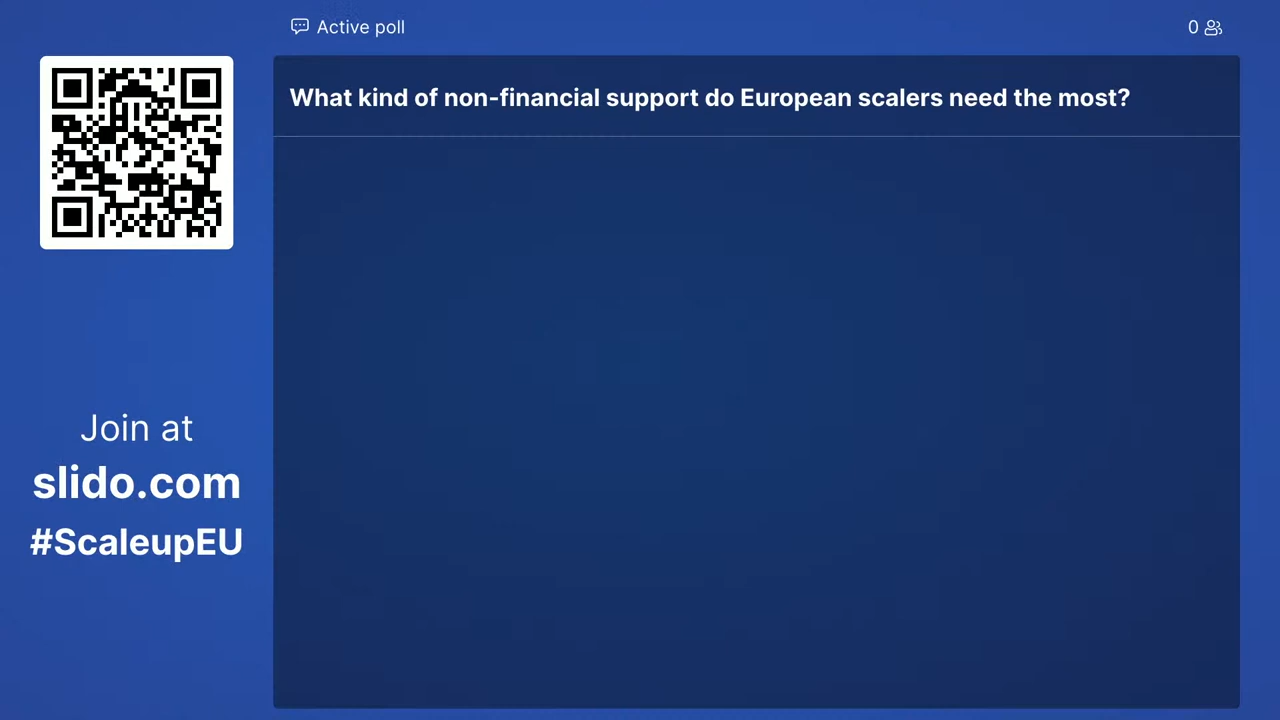 Active poll
0
What kind of non-financial support do European scalers need the most?
Join at
slido.com
#ScaleupEU